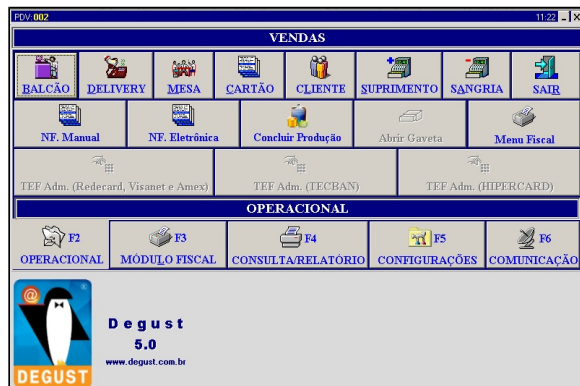 PDV: 002 11:22
VENDAS
BALCÃO DELIVERY MESA CARTÃO CLIENTE SUPRIMENTO SANGRIA SAIR
NF. Manual NF. Eletrônica Concluir Produção Abrir Gaveta Menu Fiscal
TEF Adm. (Redecard, Visanet e Amex) TEF Adm. (TECBAN) TEF Adm. (HIPERCARD)
OPERACIONAL
F2 F3 F4 F5 F6
OPERACIONAL MÓDULO FISCAL CONSULTA/RELATÓRIO CONFIGURAÇÕES COMUNICAÇÃO
@
Degust
5.0
www.degust.com.br
DEGUST